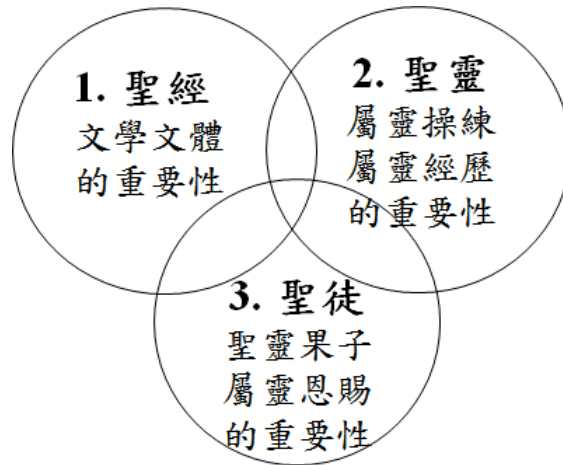 1. 聖經
文學文體
的重要性
2. 聖靈
屬靈操練
屬靈經歷
的重要性
3. 聖徒
聖靈果子
屬靈恩賜
的重要性